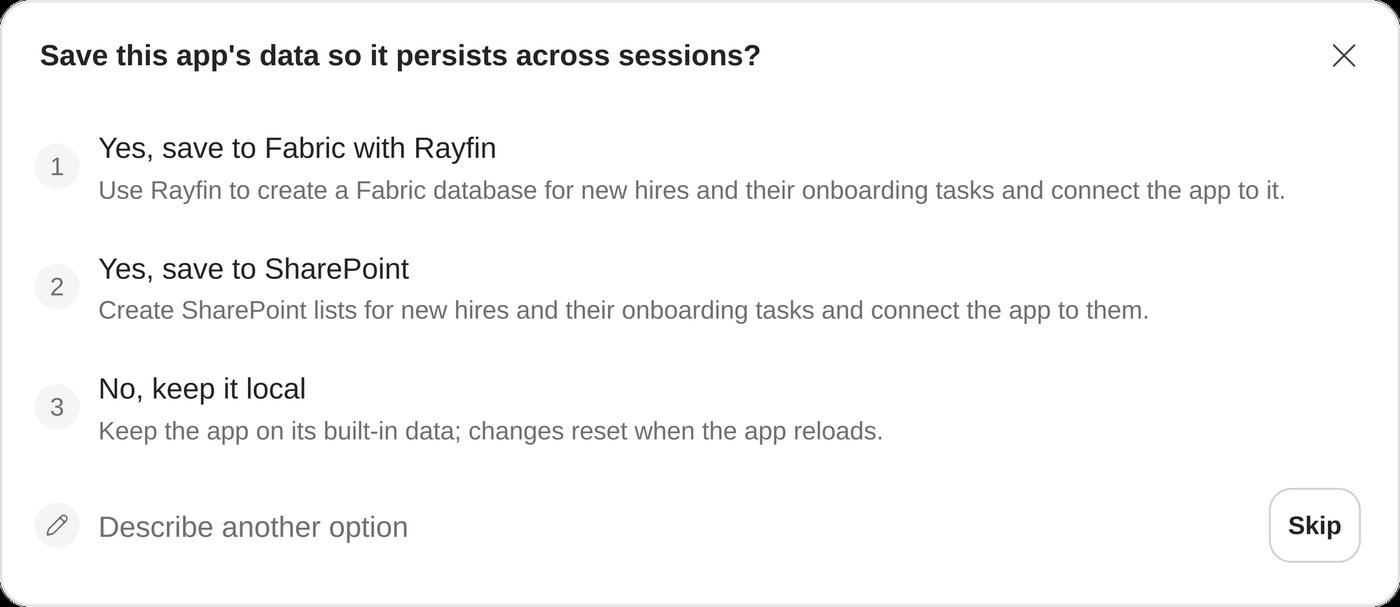 Save this app's data so it persists across sessions?
1
Yes, save to Fabric with Rayfin
Use Rayfin to create a Fabric database for new hires and their onboarding tasks and connect the app to it.
2
Yes, save to SharePoint
Create SharePoint lists for new hires and their onboarding tasks and connect the app to them.
3
No, keep it local
Keep the app on its built-in data; changes reset when the app reloads.
Describe another option
Skip